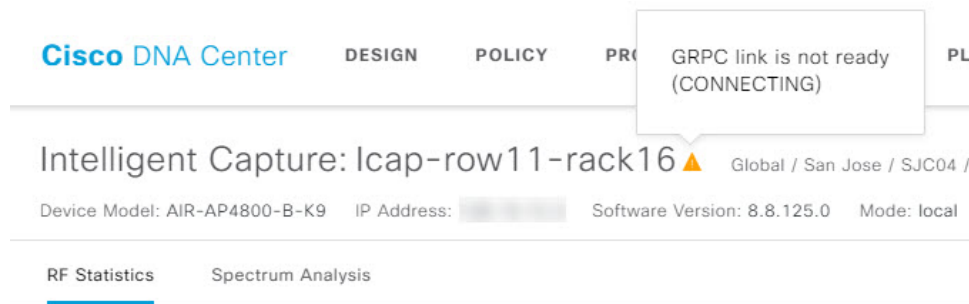 Cisco DNA Center DESIGN POLICY
GRPC link is not ready
(CONNECTING)
Intelligent Capture: Icap-row11-rack16 Global / San Jose / SJC04 /
Device Model: AIR-AP4800-B-K9 IP Address: Software Version: 8.8.125.0 Mode: local
RF Statistics Spectrum Analysis